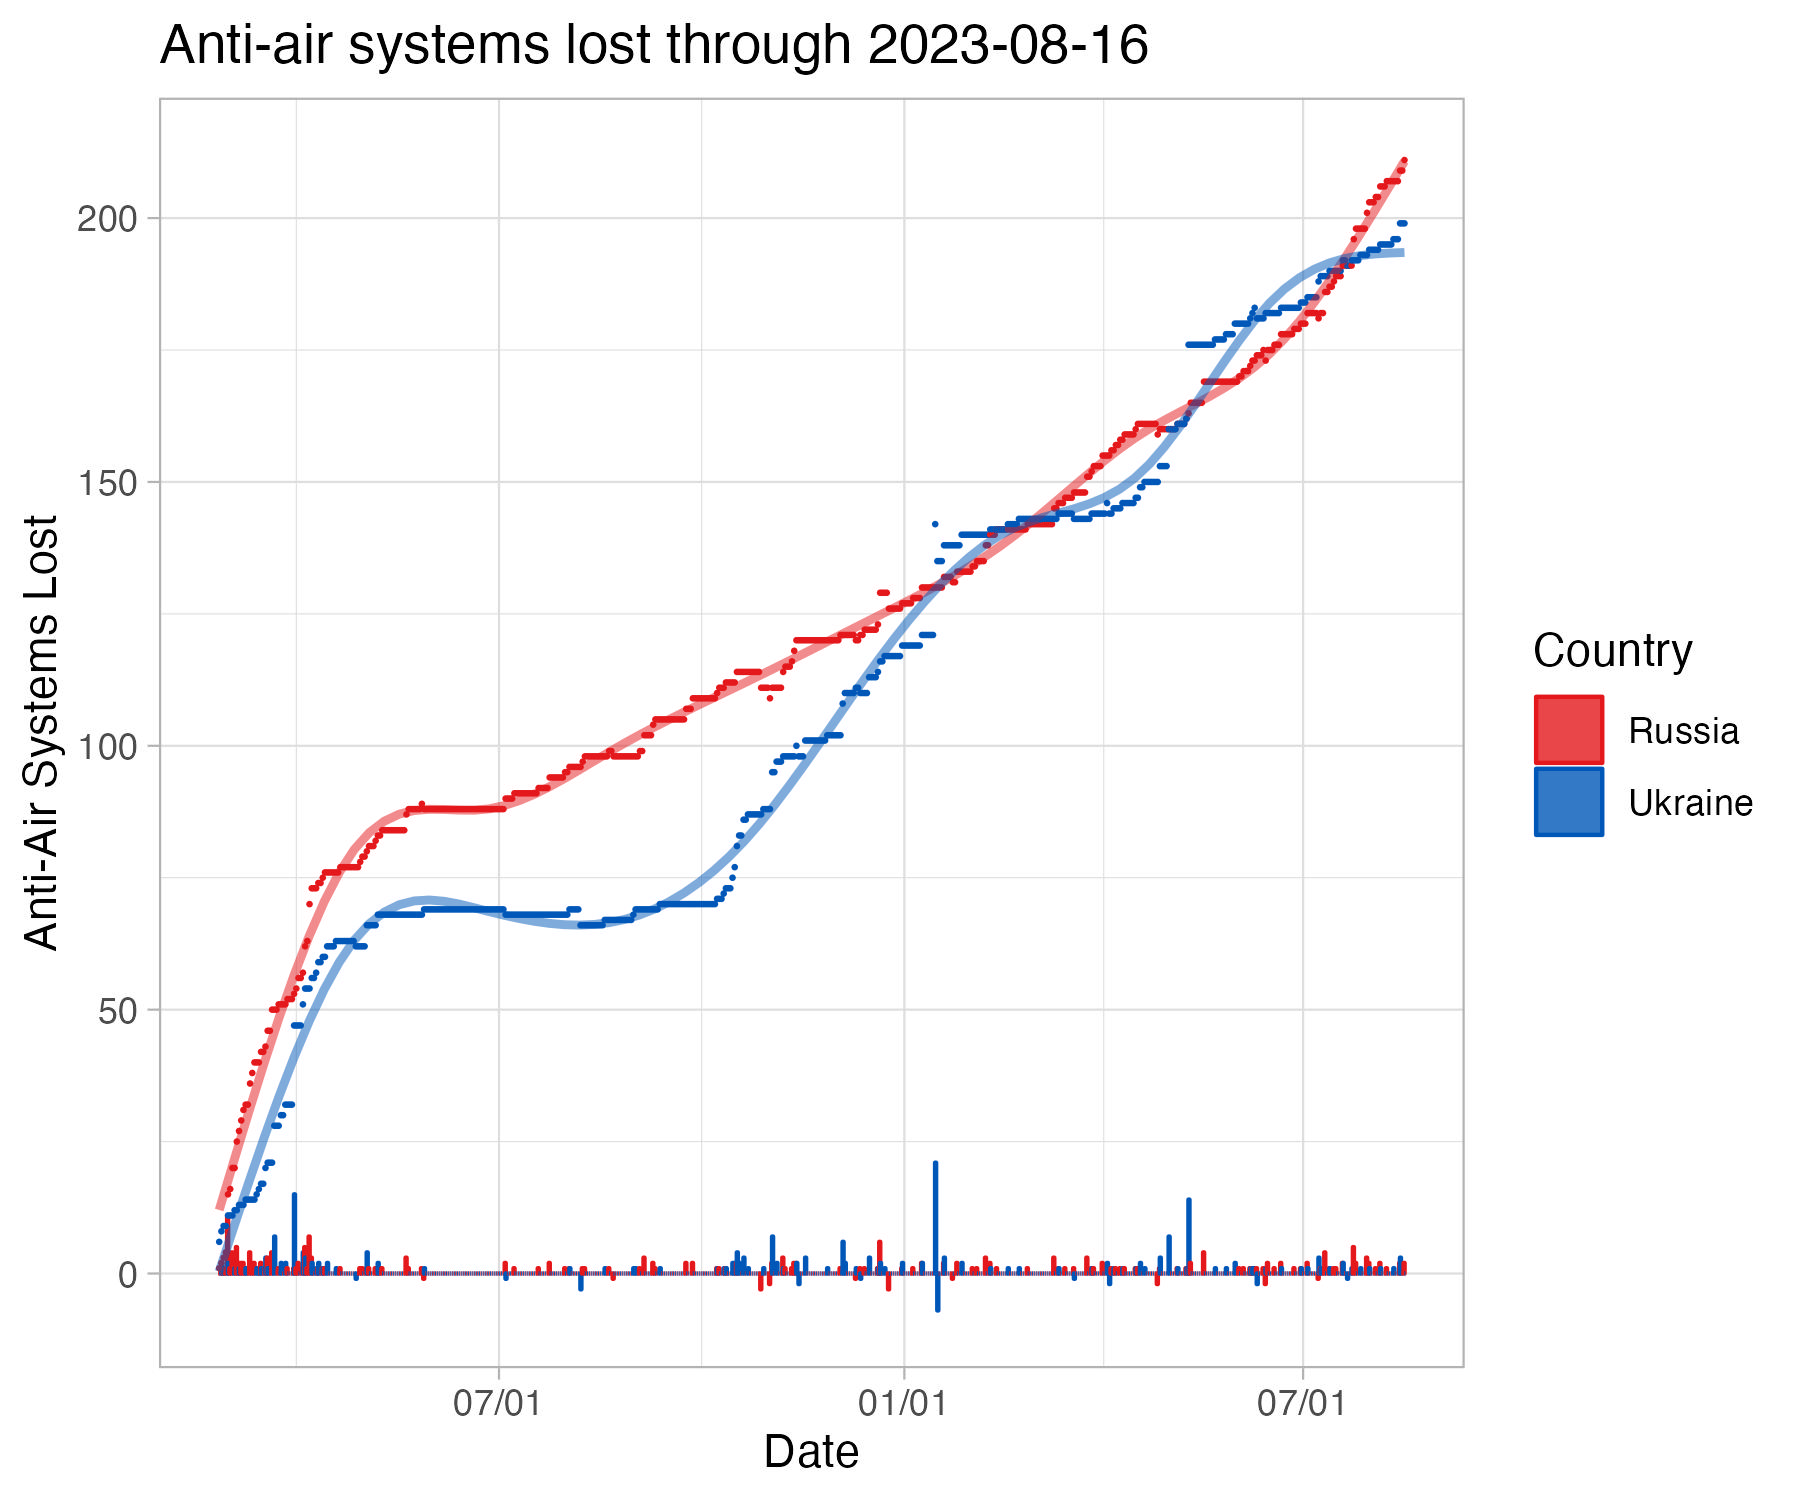 Anti-air systems lost through 2023-08-16
Anti-Air Systems Lost
200
150
100
50
0
07/01
01/01
07/01
Date
Country
Russia
Ukraine